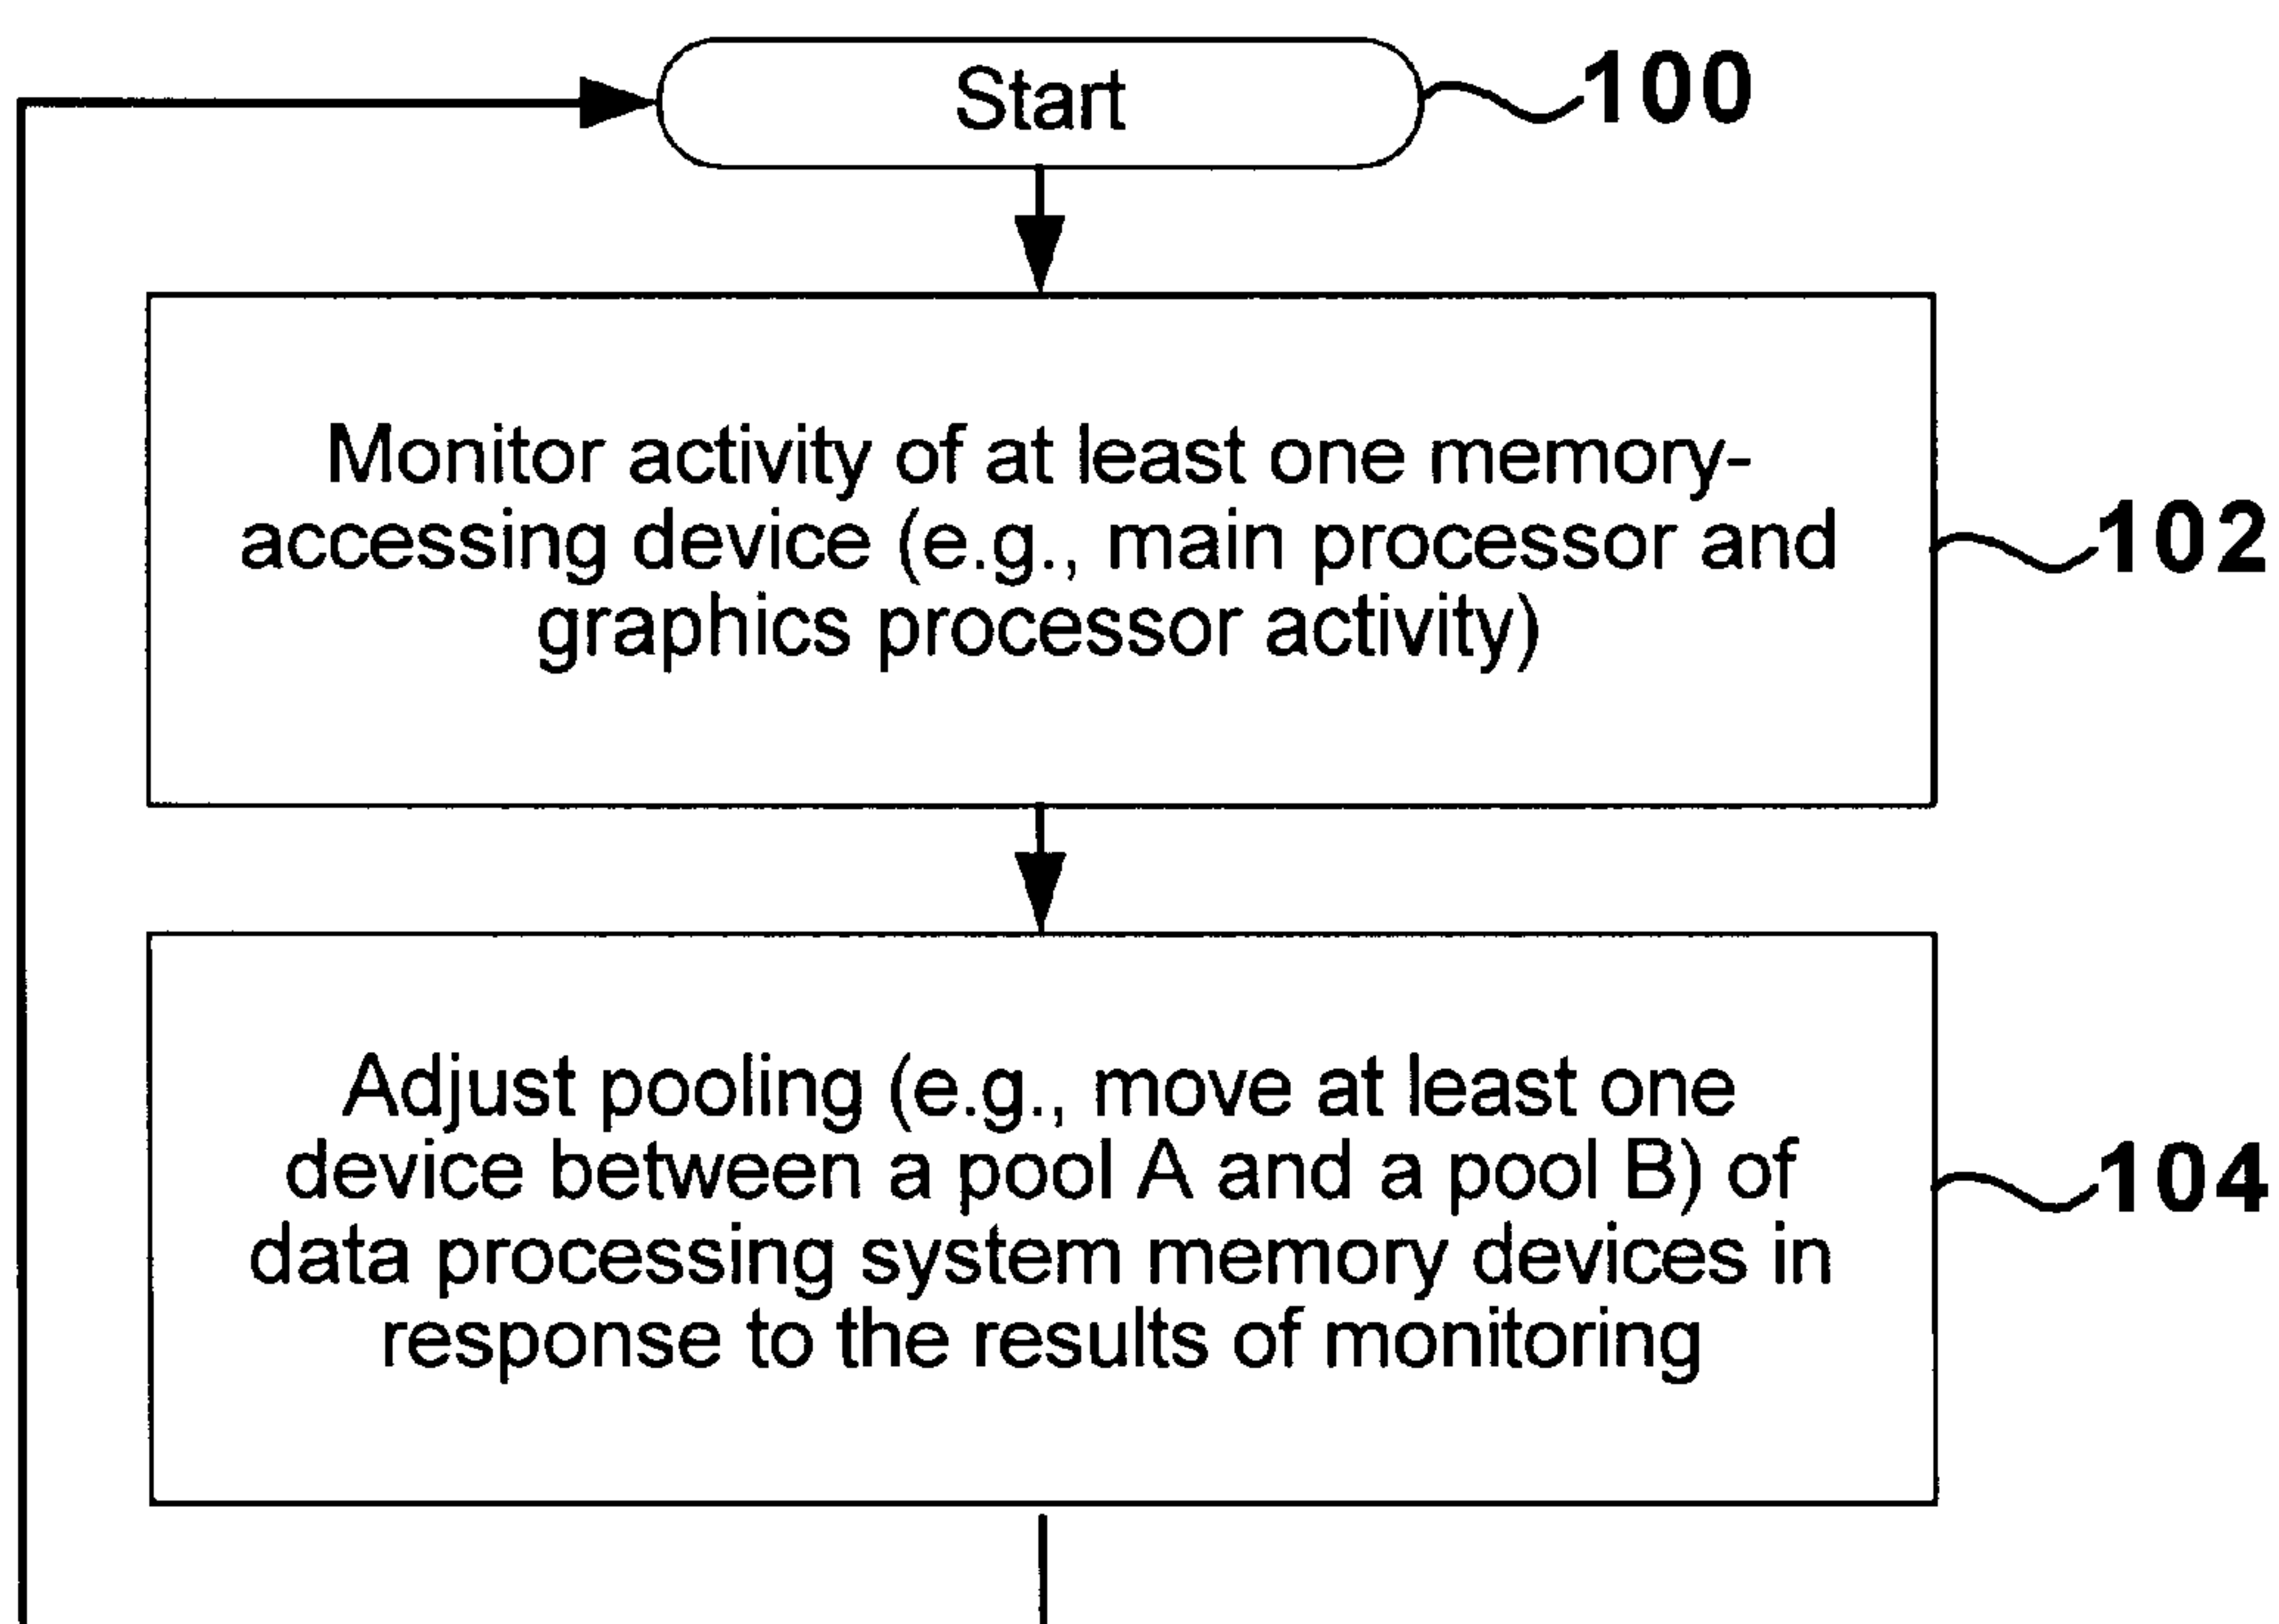 Start
100
Monitor activity of at least one memory-
accessing device (e.g., main processor and
graphics processor activity)
102
Adjust pooling (e.g., move at least one
device between a pool A and a pool B) of
data processing system memory devices in
response to the results of monitoring
104